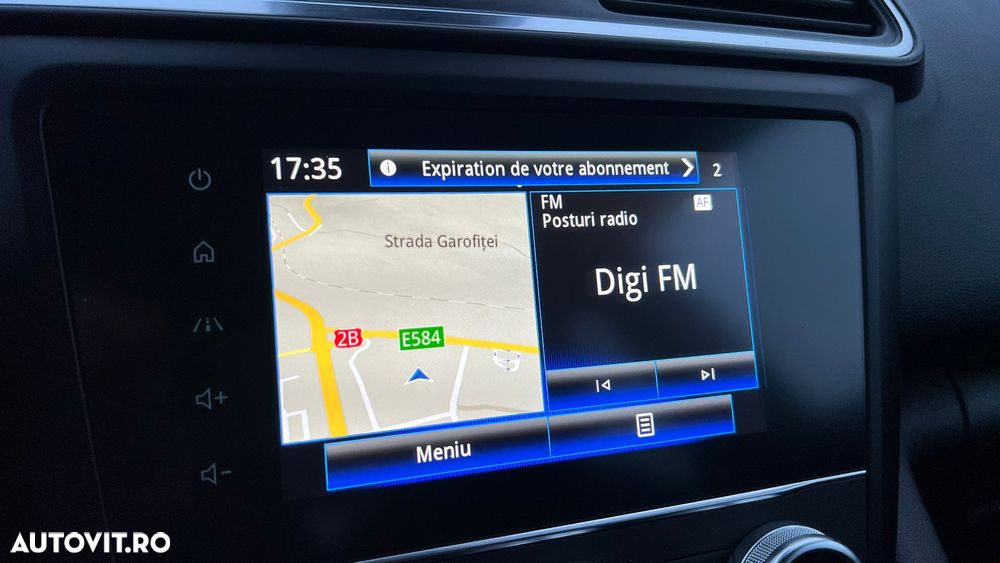 17:35
Expiration de votre abonnement
2
FM
AF
Posturi radio
Strada Garofiței
Digi FM
2B
E584
Meniu
AUTOVIT.RO